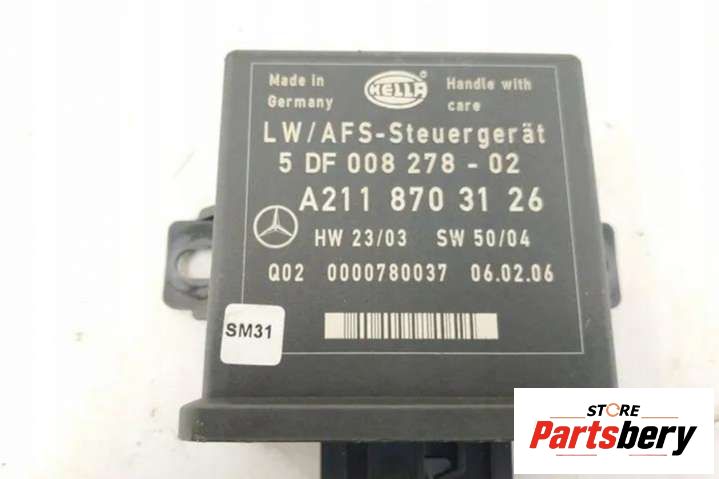 Made in
Germany
HELLA
®
Handle with
care
LW/AFS-Steuergerät
5 DF 008 278 - 02
A211 870 31 26
HW 23/03 SW 50/04
Q02 0000780037 06.02.06
SM31
STORE
Partsbery